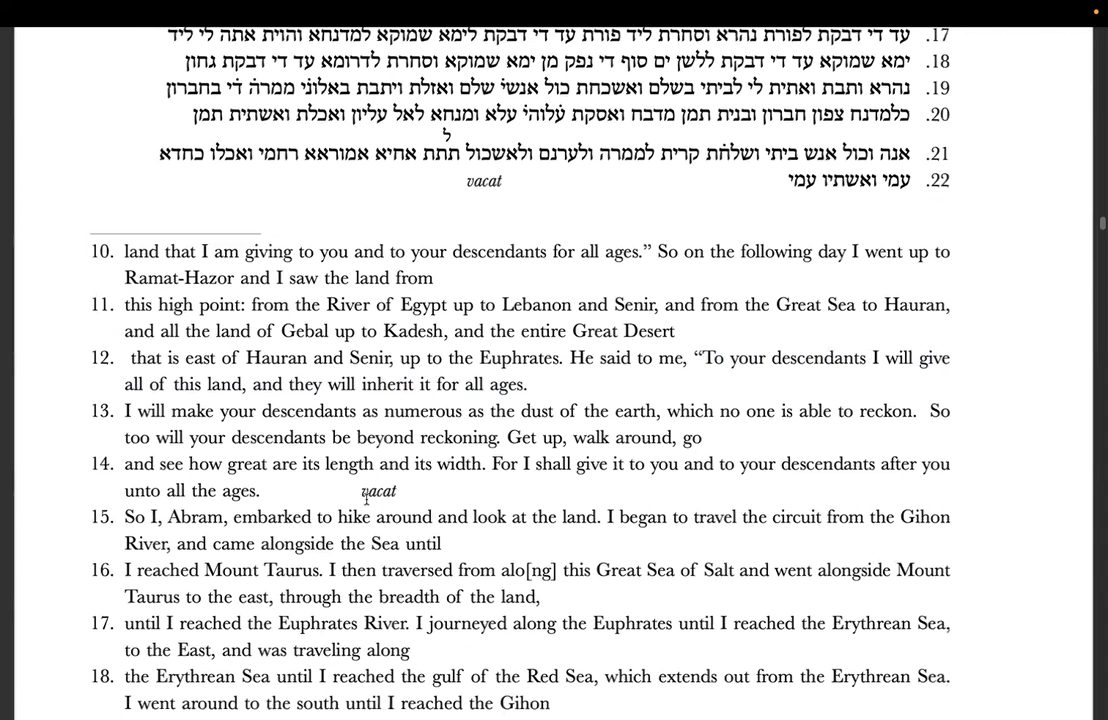 17. עד די דבקת לפורת נהרא וסחרת ליד פורת עד די דבקת לימא שמוקא למדנחא והוית אתה לי ליד
18. ימא שמוקא עד די דבקת ללשן ים סוף די נפק מן ימא שמוקא וסחרת לדרומא עד די דבקת גחון
19. נהרא ותבת ואתית לי לביתי בשלם ואשכחת כול אנשי שלם ואזלת ויתבת באלוני ממרה די בחברון
20. כלמדנח צפון חברון ובנית תמן מדבח ואסקת עלוהי עלא ומנחא לאל עליון ואכלת ואשתית תמן
ל
21. אנה וכול אנש ביתי ושלחת קרית לממרה ולערנם ולאשכול תתת אחיא אמוראא רחמי ואכלו כחדא
22. עמי ואשתיו עמי vacat
10. land that I am giving to you and to your descendants for all ages.” So on the following day I went up to
Ramat-Hazor and I saw the land from
11. this high point: from the River of Egypt up to Lebanon and Senir, and from the Great Sea to Hauran,
and all the land of Gebal up to Kadesh, and the entire Great Desert
12. that is east of Hauran and Senir, up to the Euphrates. He said to me, “To your descendants I will give
all of this land, and they will inherit it for all ages.
13. I will make your descendants as numerous as the dust of the earth, which no one is able to reckon. So
too will your descendants be beyond reckoning. Get up, walk around, go
14. and see how great are its length and its width. For I shall give it to you and to your descendants after you
unto all the ages. vacat
15. So I, Abram, embarked to hike around and look at the land. I began to travel the circuit from the Gihon
River, and came alongside the Sea until
16. I reached Mount Taurus. I then traversed from alo[ng] this Great Sea of Salt and went alongside Mount
Taurus to the east, through the breadth of the land,
17. until I reached the Euphrates River. I journeyed along the Euphrates until I reached the Erythrean Sea,
to the East, and was traveling along
18. the Erythrean Sea until I reached the gulf of the Red Sea, which extends out from the Erythrean Sea.
I went around to the south until I reached the Gihon